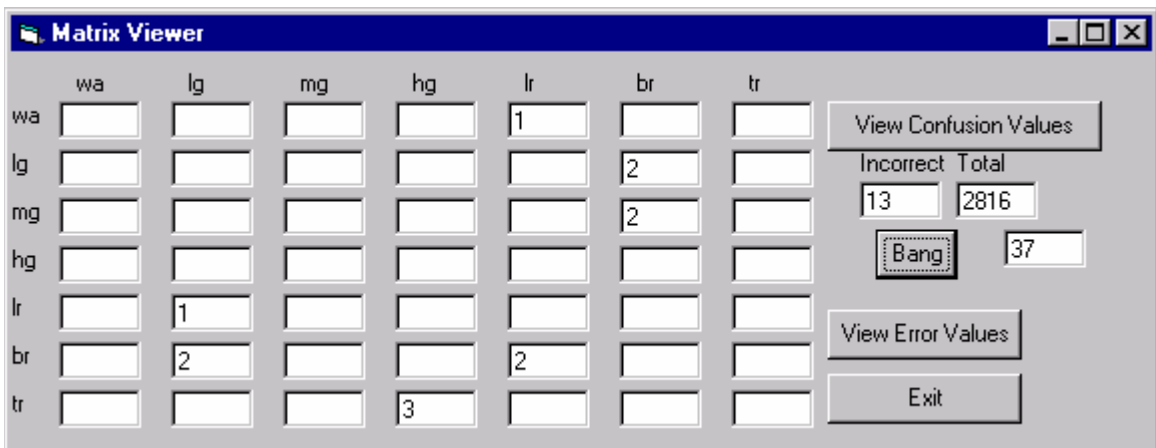 Matrix Viewer
wa lg mg hg lr br tr
wa 1 View Confusion Values
Incorrect Total
lg 2 13 2816
mg 2
hg Bang 37
lr 1
View Error Values
br 2 2
tr 3 Exit